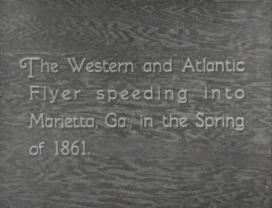 The Western and Atlantic
Flyer speeding into
Marietta, Ga., in the Spring
of 1861.